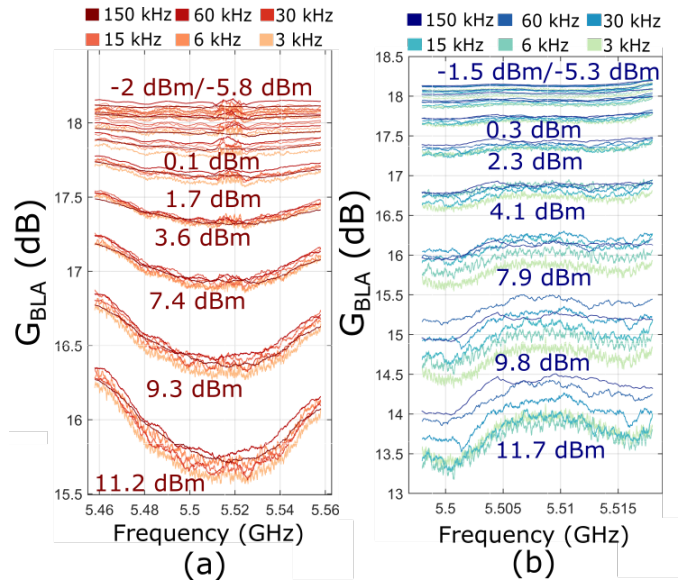 150 kHz 60 kHz 30 kHz
15 kHz 6 kHz 3 kHz
-2 dBm/-5.8 dBm
0.1 dBm
1.7 dBm
3.6 dBm
7.4 dBm
9.3 dBm
11.2 dBm
18
17.5
17
16.5
16
15.5
G_BLA (dB)
5.46 5.48 5.5 5.52 5.54 5.56
Frequency (GHz)
(a)
150 kHz 60 kHz 30 kHz
15 kHz 6 kHz 3 kHz
-1.5 dBm/-5.3 dBm
0.3 dBm
2.3 dBm
4.1 dBm
7.9 dBm
9.8 dBm
11.7 dBm
18.5
18
17.5
17
16.5
16
15.5
15
14.5
14
13.5
13
G_BLA (dB)
5.5 5.505 5.51 5.515
Frequency (GHz)
(b)